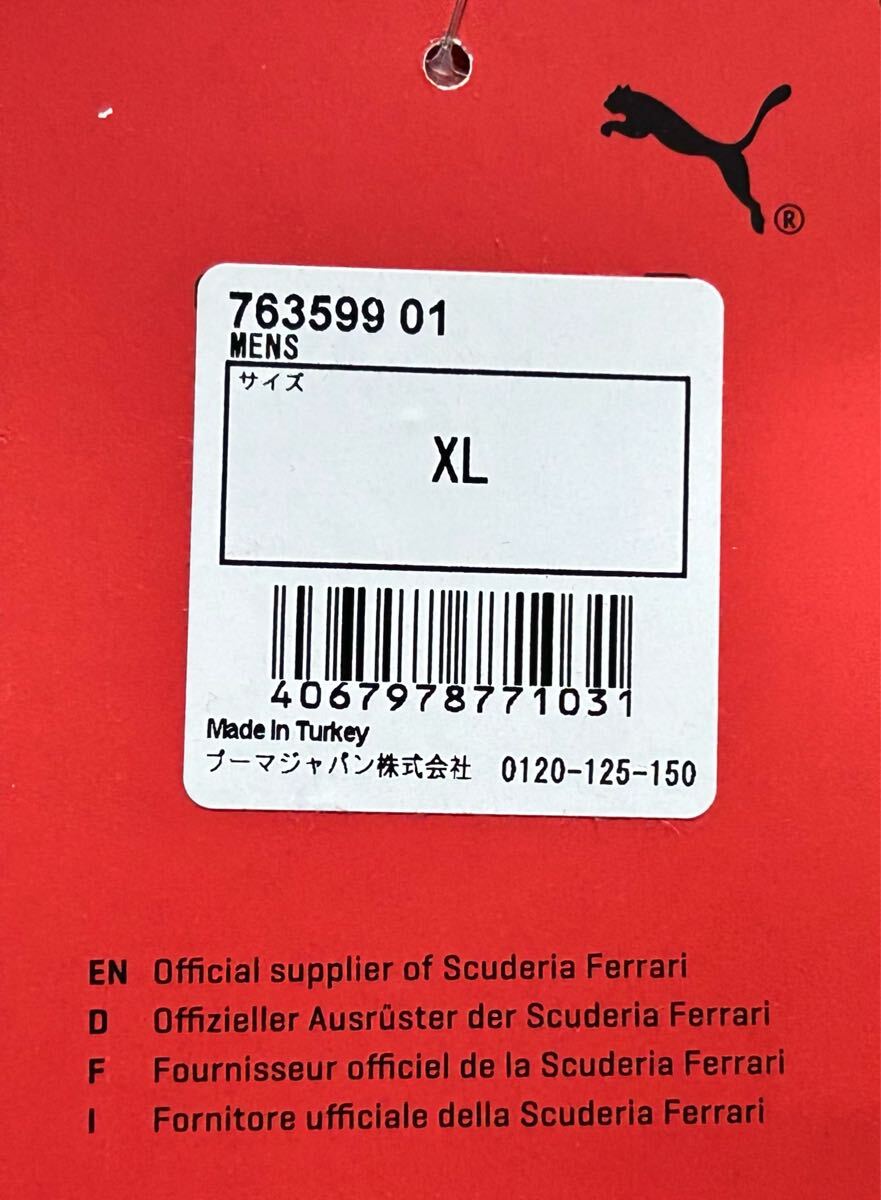 ®
763599 01
MENS
サイズ
XL
4067978771031
Made In Turkey
プーマジャパン株式会社 0120-125-150
EN Official supplier of Scuderia Ferrari
D Offizieller Ausrüster der Scuderia Ferrari
F Fournisseur officiel de la Scuderia Ferrari
I Fornitore ufficiale della Scuderia Ferrari